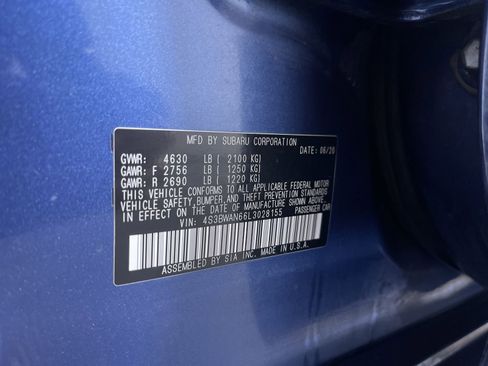 MFD BY SUBARU CORPORATION
DATE: 06/20
GVWR: 4630 LB ( 2100 KG)
GAWR: F 2756 LB ( 1250 KG)
GAWR: R 2690 LB ( 1220 KG)
THIS VEHICLE CONFORMS TO ALL APPLICABLE FEDERAL MOTOR
VEHICLE SAFETY, BUMPER, AND THEFT PREVENTION STANDARDS
IN EFFECT ON THE DATE OF MANUFACTURE SHOWN ABOVE.
VIN: 4S3BWAN66L3028155 PASSENGER CAR
ASSEMBLED BY SIA INC. MADE IN U.S.A.